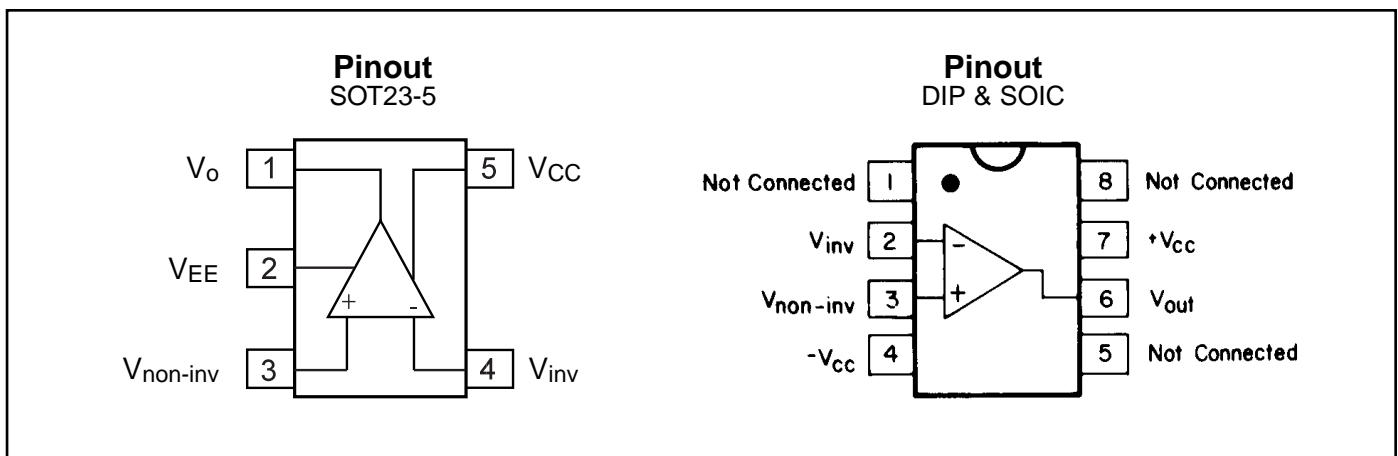 Pinout
SOT23-5
Vo 1
5 VCC
VEE 2
+ -
Vnon-inv 3
4 Vinv
Pinout
DIP & SOIC
Not Connected 1
8 Not Connected
Vinv 2
-
7 +Vcc
Vnon-inv 3
+
6 Vout
-Vcc 4
5 Not Connected